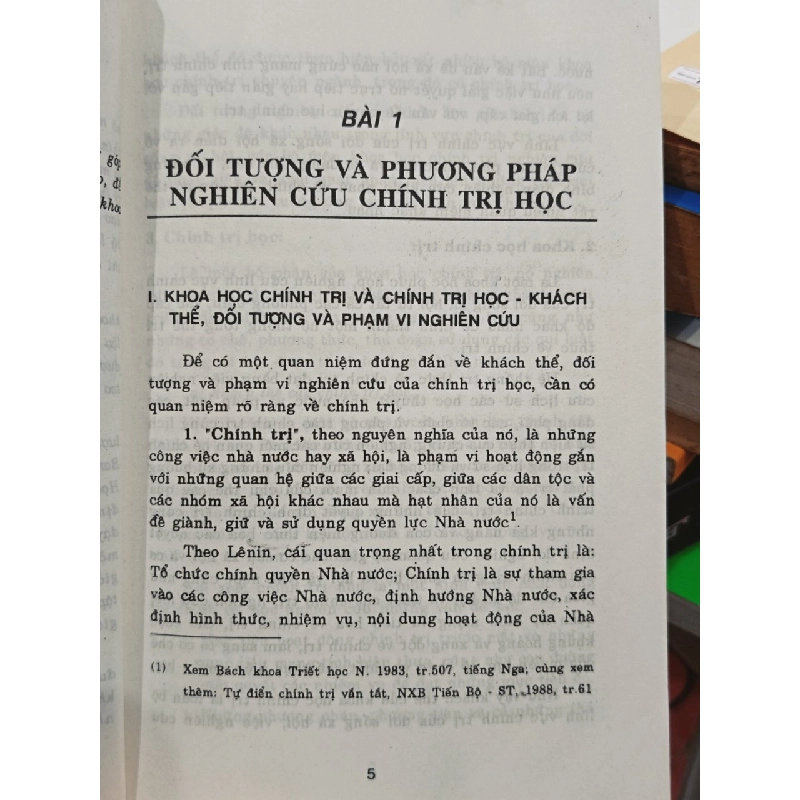 BÀI 1
ĐỐI TƯỢNG VÀ PHƯƠNG PHÁP
NGHIÊN CỨU CHÍNH TRỊ HỌC
I. KHOA HỌC CHÍNH TRỊ VÀ CHÍNH TRỊ HỌC - KHÁCH
THỂ, ĐỐI TƯỢNG VÀ PHẠM VI NGHIÊN CỨU
Để có một quan niệm đứng đắn về khách thể, đối
tượng và phạm vi nghiên cứu của chính trị học, cần có
quan niệm rõ ràng về chính trị.
1. "Chính trị", theo nguyên nghĩa của nó, là những
công việc nhà nước hay xã hội, là phạm vi hoạt động gắn
với những quan hệ giữa các giai cấp, giữa các dân tộc và
các nhóm xã hội khác nhau mà hạt nhân của nó là vấn
đề giành, giữ và sử dụng quyền lực Nhà nước1.
Theo Lênin, cái quan trọng nhất trong chính trị là:
Tổ chức chính quyền Nhà nước; Chính trị là sự tham gia
vào các công việc Nhà nước, định hướng Nhà nước, xác
định hình thức, nhiệm vụ, nội dung hoạt động của Nhà
(1) Xem Bách khoa Triết học N. 1983, tr.507, tiếng Nga; cùng xem
thêm: Tự điển chính trị vắn tắt, NXB Tiến Bộ - ST, 1988, tr.61
5